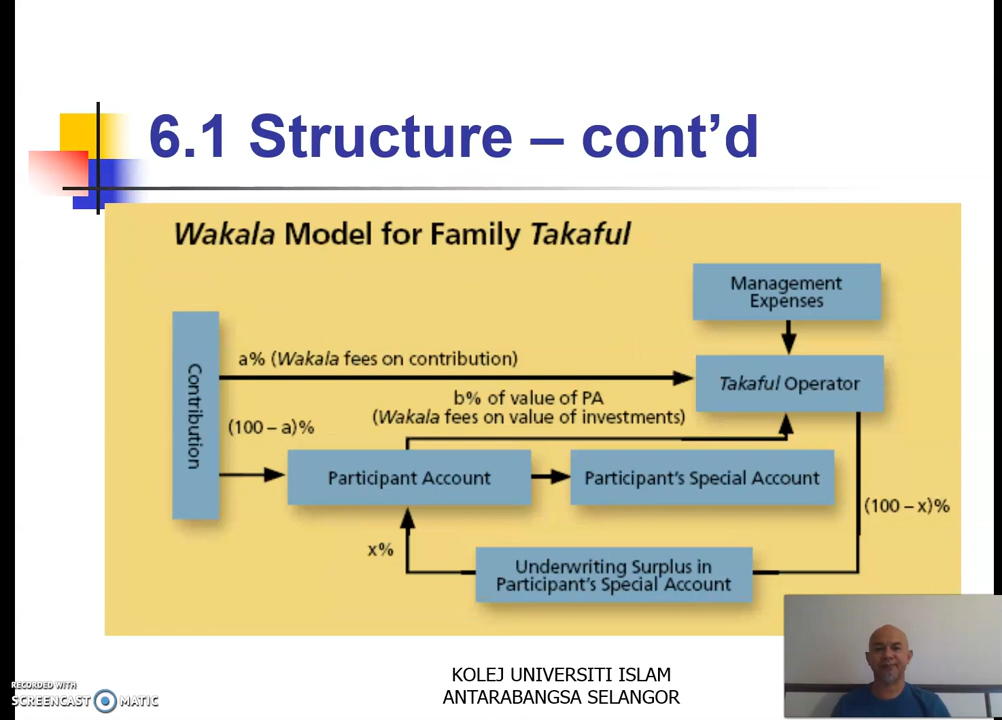 6.1 Structure – cont’d
Wakala Model for Family Takaful
Management
Expenses
a% (Wakala fees on contribution)
Takaful Operator
b% of value of PA
(Wakala fees on value of investments)
Contribution
(100 – a)%
Participant Account
Participant's Special Account
(100 – x)%
x%
Underwriting Surplus in
Participant's Special Account
KOLEJ UNIVERSITI ISLAM
ANTARABANGSA SELANGOR
RECORDED WITH
SCREENCAST MATIC